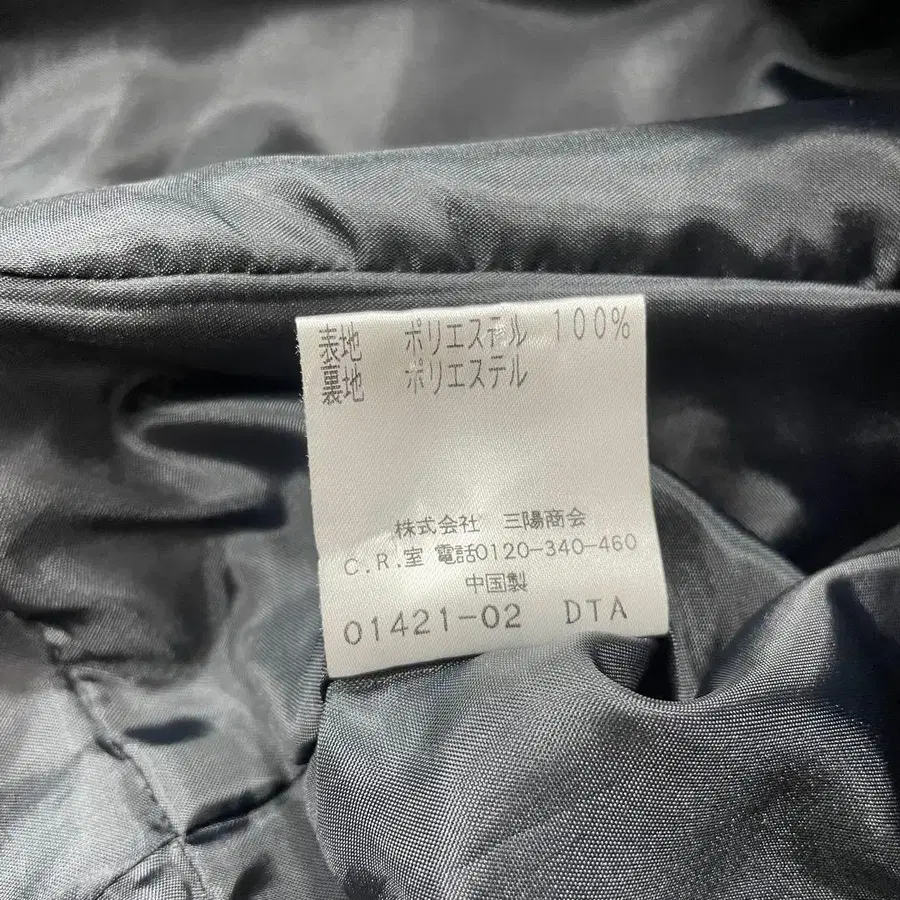 表地 ポリエステル 100%
裏地 ポリエステル
株式会社 三陽商会
C.R.室 電話0120-340-460
中国製
01421-02 DTA